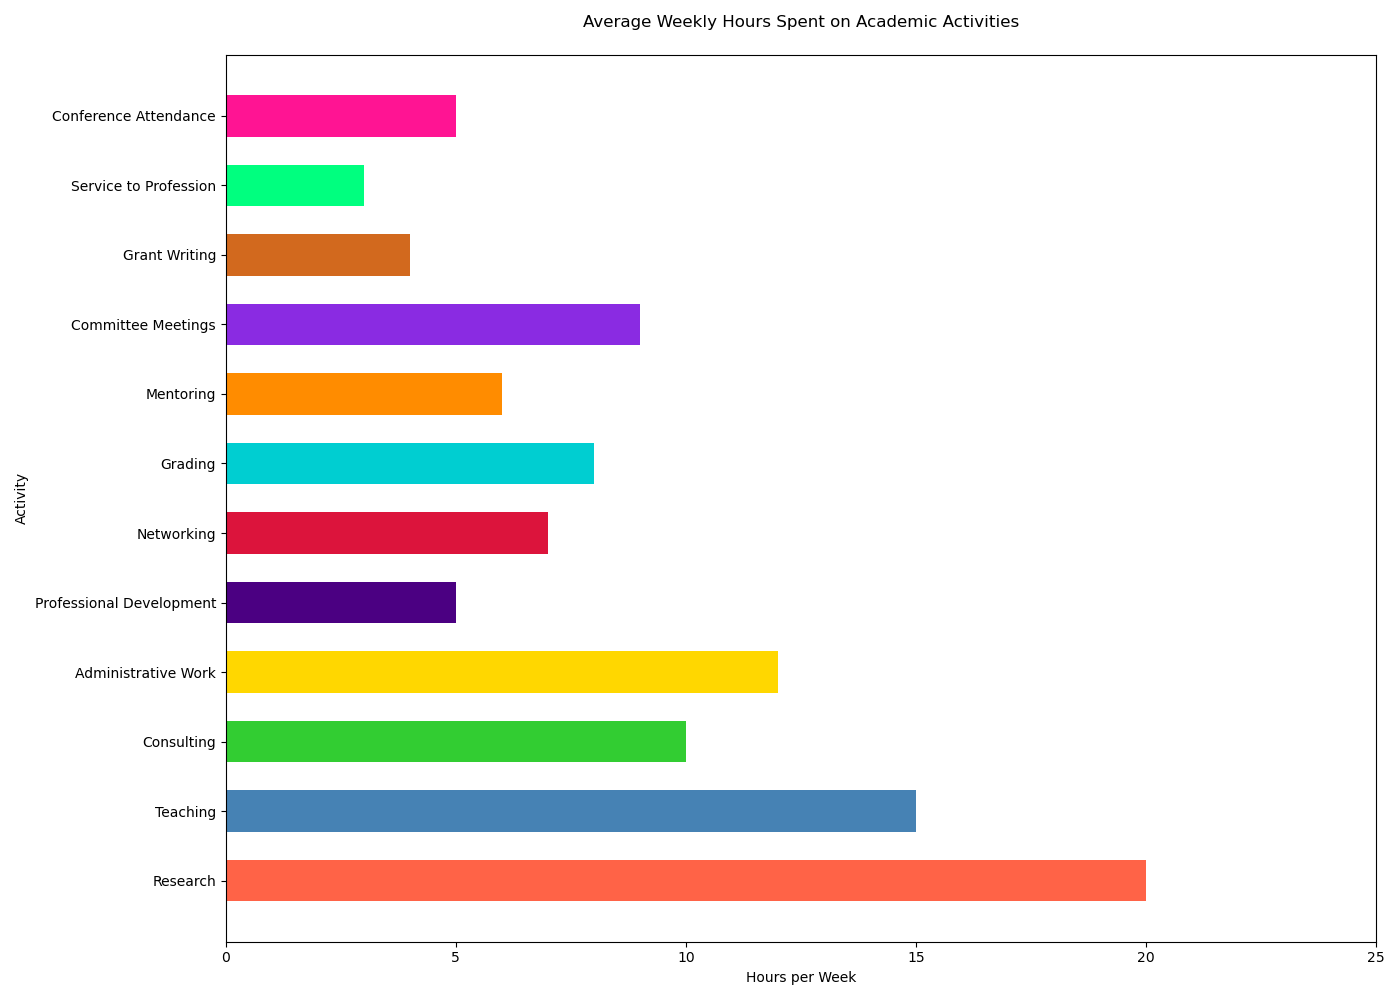 Average Weekly Hours Spent on Academic Activities
Conference Attendance
Service to Profession
Grant Writing
Committee Meetings
Mentoring
Grading
Networking
Professional Development
Administrative Work
Consulting
Teaching
Research
Activity
0 5 10 15 20 25
Hours per Week